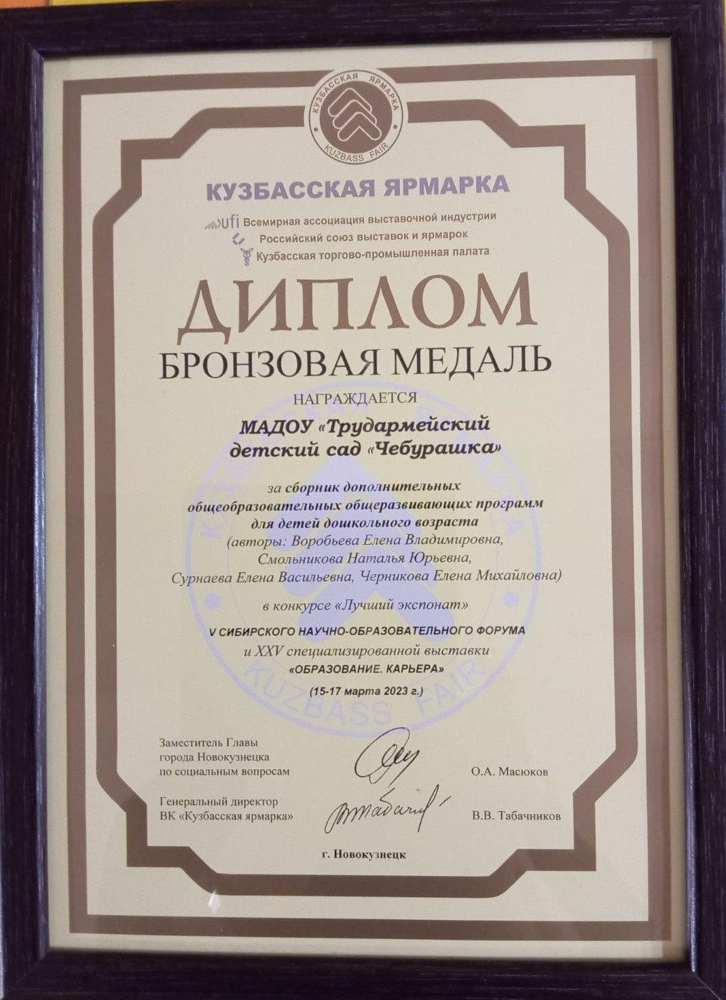 КУЗБАССКАЯ ЯРМАРКА
KUZBASS FAIR
КУЗБАССКАЯ ЯРМАРКА
ufi Всемирная ассоциация выставочной индустрии
Российский союз выставок и ярмарок
Кузбасская торгово-промышленная палата
ДИПЛОМ
БРОНЗОВАЯ МЕДАЛЬ
НАГРАЖДАЕТСЯ
МАДОУ «Трудармейский
детский сад «Чебурашка»
за сборник дополнительных
общеобразовательных общеразвивающих программ
для детей дошкольного возраста
(авторы: Воробьева Елена Владимировна,
Смольникова Наталья Юрьевна,
Сурнаева Елена Васильевна, Черникова Елена Михайловна)
в конкурсе «Лучший экспонат»
V СИБИРСКОГО НАУЧНО-ОБРАЗОВАТЕЛЬНОГО ФОРУМА
и XXV специализированной выставки
«ОБРАЗОВАНИЕ. КАРЬЕРА»
(15-17 марта 2023 г.)
КУЗБАССКАЯ ЯРМАРКА
KUZBASS FAIR
Заместитель Главы
города Новокузнецка
по социальным вопросам
О.А. Масюков
Генеральный директор
ВК «Кузбасская ярмарка»
В.В. Табачников
г. Новокузнецк